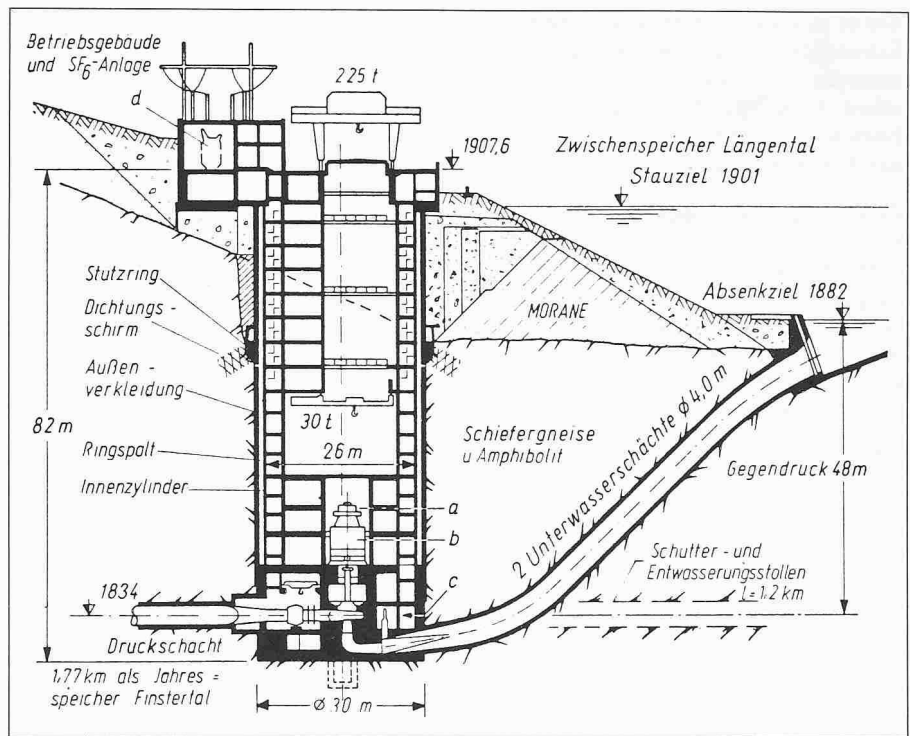 Betriebsgebäude
und SF6-Anlage
d
225 t
1907,6
Zwischenspeicher Längental
Stauziel 1901
Stutzring
Dichtungs-
schirm
Außen-
verkleidung
82 m
Ringspalt
Innenzylinder
30 t
26 m
MORANE
Absenkziel 1882
Schiefergneise
u Amphibolit
2 Unterwasserschächte ø 4,0 m
Gegendruck 48 m
a
b
c
Schutter- und
Entwasserungsstollen
L = 1,2 km
1834
Druckschacht
1,77 km als Jahres =
speicher Finstertal
ø 30 m